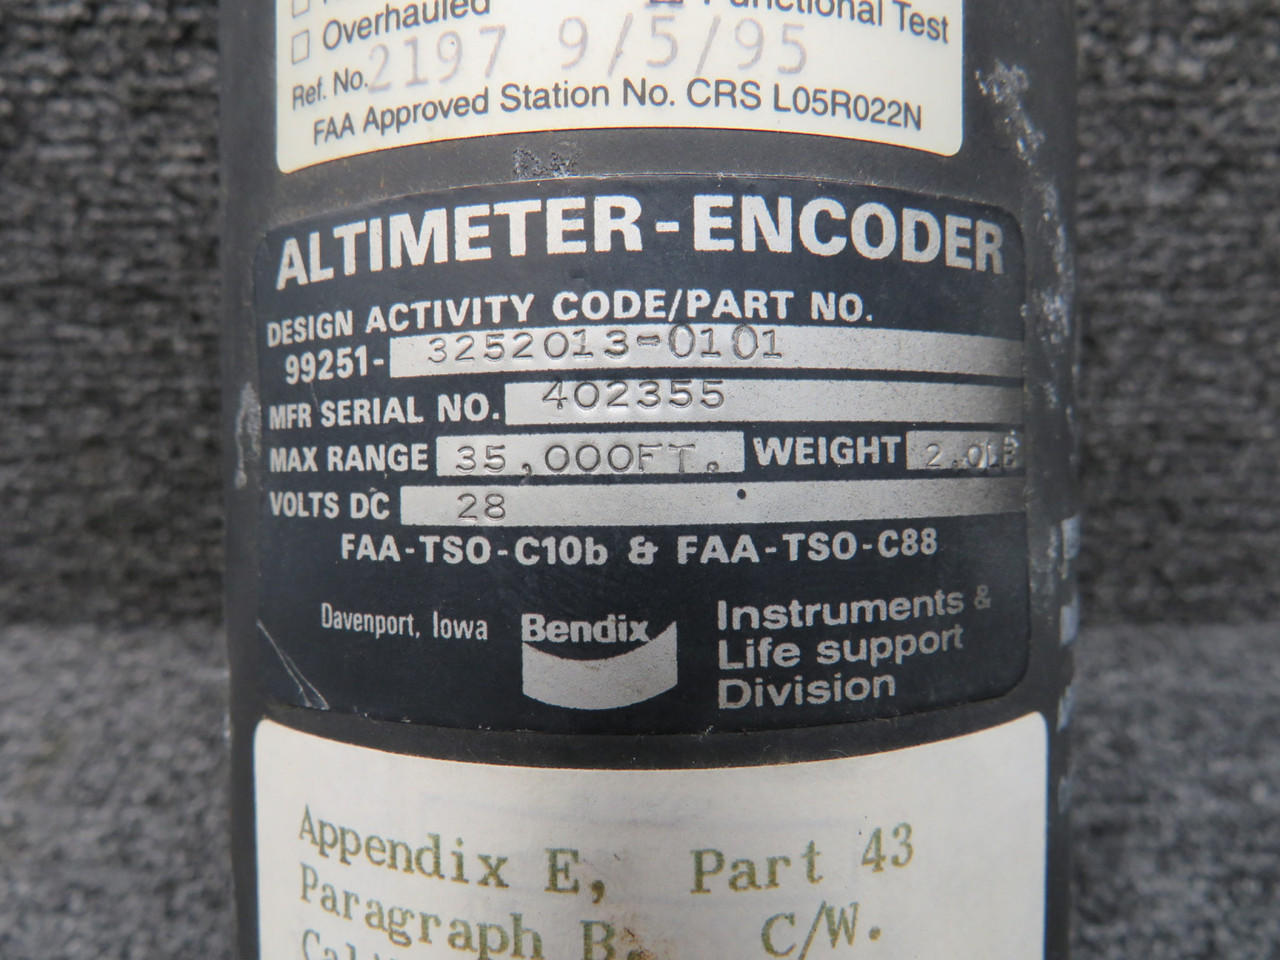 Overhauled
Functional Test
Ref. No. 2197 9/5/95
FAA Approved Station No. CRS L05R022N
ALTIMETER-ENCODER
DESIGN ACTIVITY CODE/PART NO.
99251- 3252013-0101
MFR SERIAL NO. 402355
MAX RANGE 35,000FT. WEIGHT 2.0LB
VOLTS DC 28
FAA-TSO-C10b & FAA-TSO-C88
Davenport, Iowa
Bendix
Instruments &
Life support
Division
Appendix E, Part 43
Paragraph B. C/W.